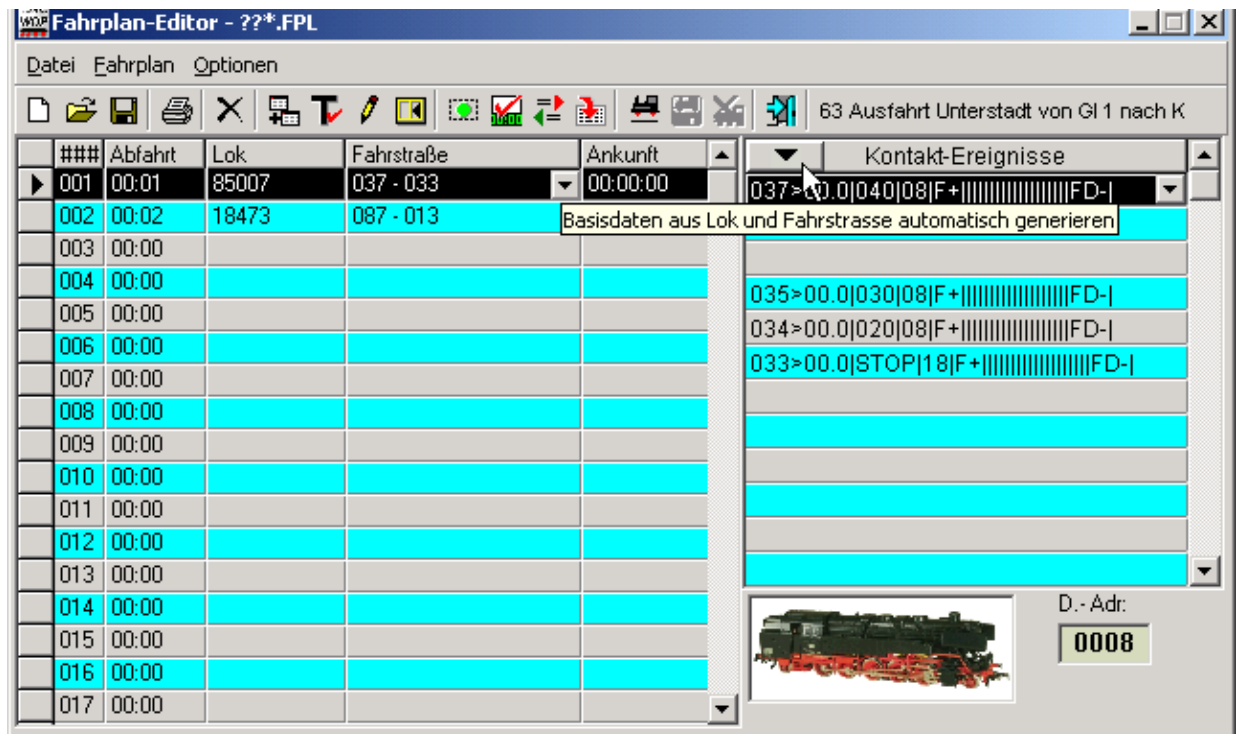 Fahrplan-Editor - ??*.FPL
Datei Fahrplan Optionen
63 Ausfahrt Unterstadt von Gl 1 nach K
### Abfahrt Lok Fahrstraße Ankunft
001 00:01 85007 037 - 033 00:00:00
002 00:02 18473 087 - 013
003 00:00
004 00:00
005 00:00
006 00:00
007 00:00
008 00:00
009 00:00
010 00:00
011 00:00
012 00:00
013 00:00
014 00:00
015 00:00
016 00:00
017 00:00
Kontakt-Ereignisse
037>00.0|040|08|F+||||||||||||||||||||FD-|
Basisdaten aus Lok und Fahrstrasse automatisch generieren
035>00.0|030|08|F+||||||||||||||||||||FD-|
034>00.0|020|08|F+||||||||||||||||||||FD-|
033>00.0|STOP|18|F+||||||||||||||||||||FD-|
D.- Adr:
0008